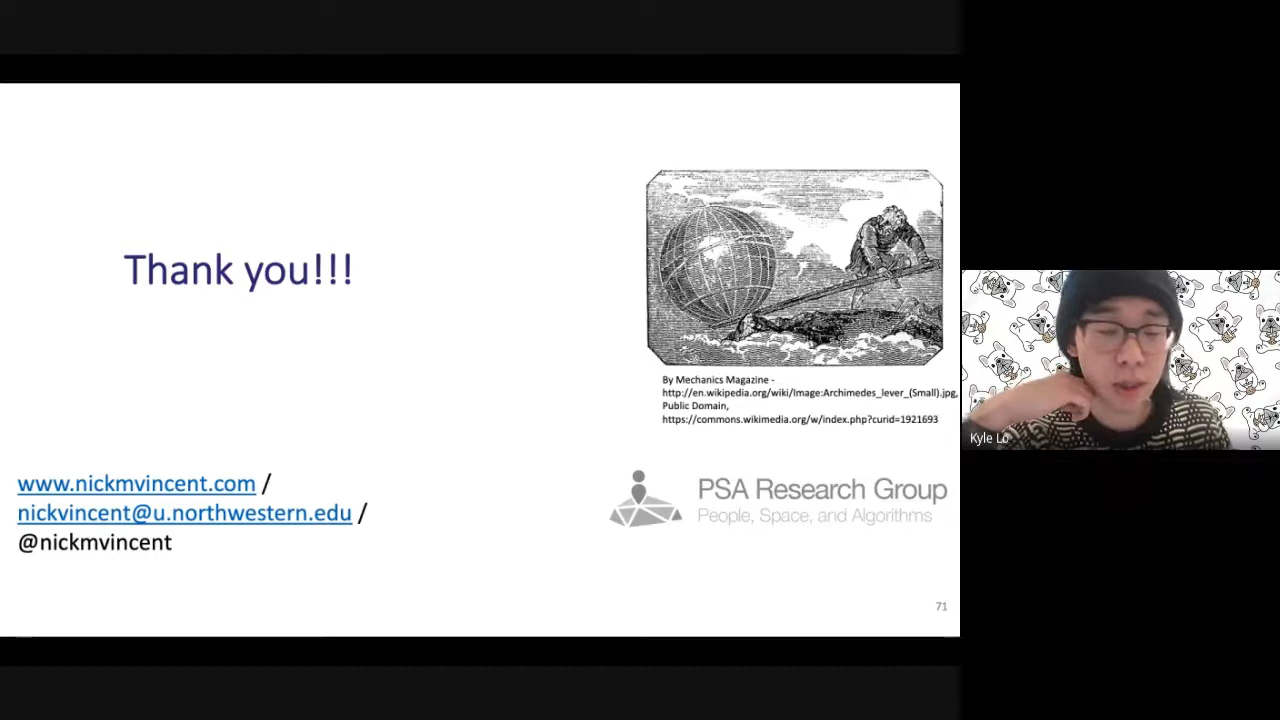 Thank you!!!
By Mechanics Magazine -
http://en.wikipedia.org/wiki/Image:Archimedes_lever_(Small).jpg,
Public Domain,
https://commons.wikimedia.org/w/index.php?curid=1921693
www.nickmvincent.com /
nickvincent@u.northwestern.edu /
@nickmvincent
PSA Research Group
People, Space, and Algorithms
71
Kyle Lo